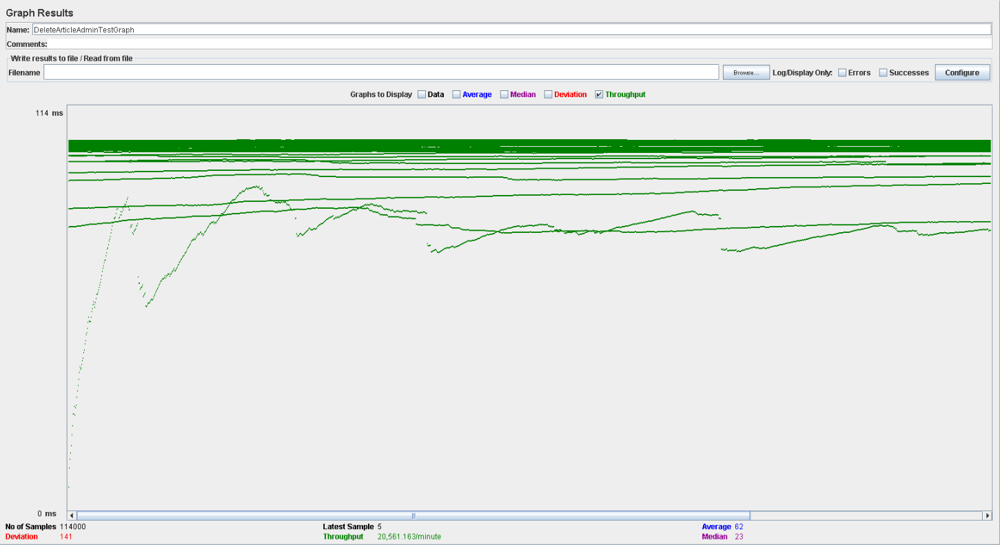 Graph Results
Name: DeleteArticleAdminTestGraph
Comments:
Write results to file / Read from file
Filename Browse... Log/Display Only: Errors Successes Configure
Graphs to Display Data Average Median Deviation Throughput
114 ms
0 ms
No of Samples 114000 Latest Sample 5 Average 62
Deviation 141 Throughput 20,561.163/minute Median 23